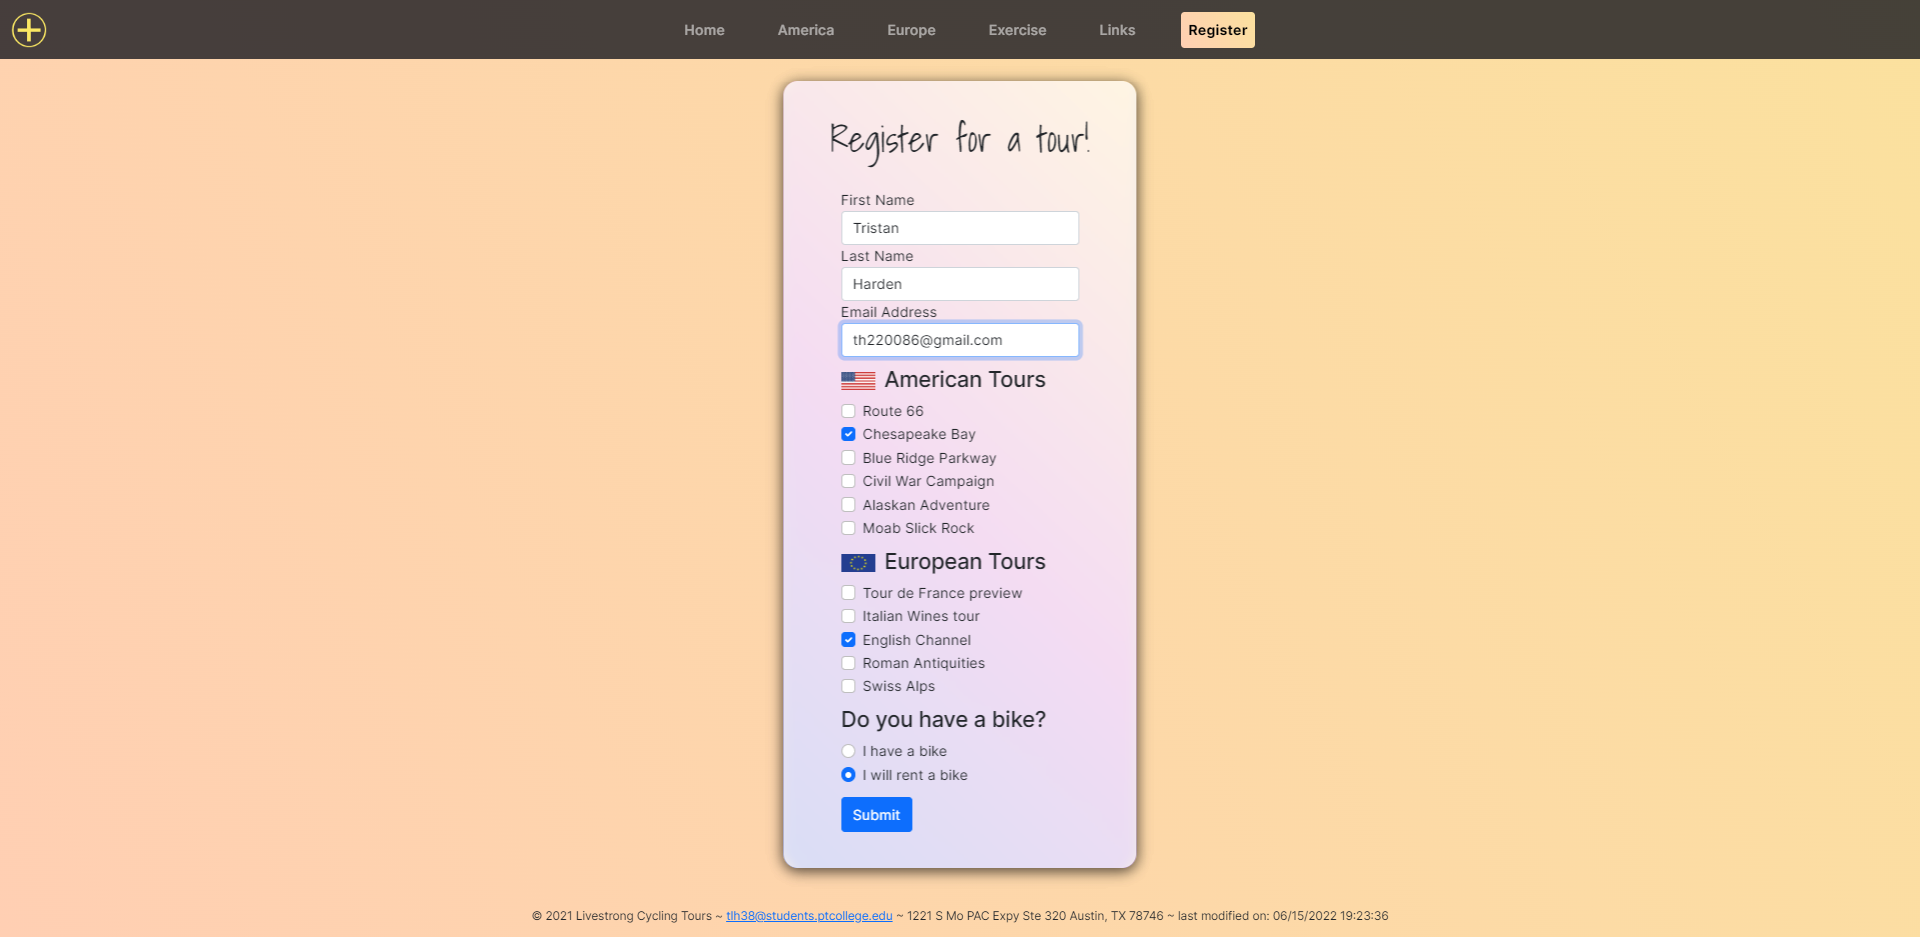 Home America Europe Exercise Links Register
Register for a tour!
First Name
Tristan
Last Name
Harden
Email Address
th220086@gmail.com
American Tours
Route 66
Chesapeake Bay
Blue Ridge Parkway
Civil War Campaign
Alaskan Adventure
Moab Slick Rock
European Tours
Tour de France preview
Italian Wines tour
English Channel
Roman Antiquities
Swiss Alps
Do you have a bike?
I have a bike
I will rent a bike
Submit
© 2021 Livestrong Cycling Tours ~ tlh38@students.ptcollege.edu ~ 1221 S Mo PAC Expy Ste 320 Austin, TX 78746 ~ last modified on: 06/15/2022 19:23:36